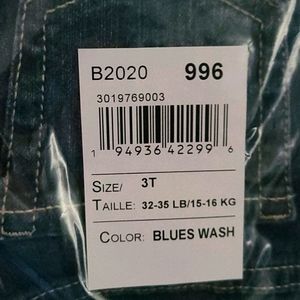 B2020 996
3019769003
1 94936 42299 6
SIZE/ 3T
TAILLE: 32-35 LB/15-16 KG
COLOR: BLUES WASH